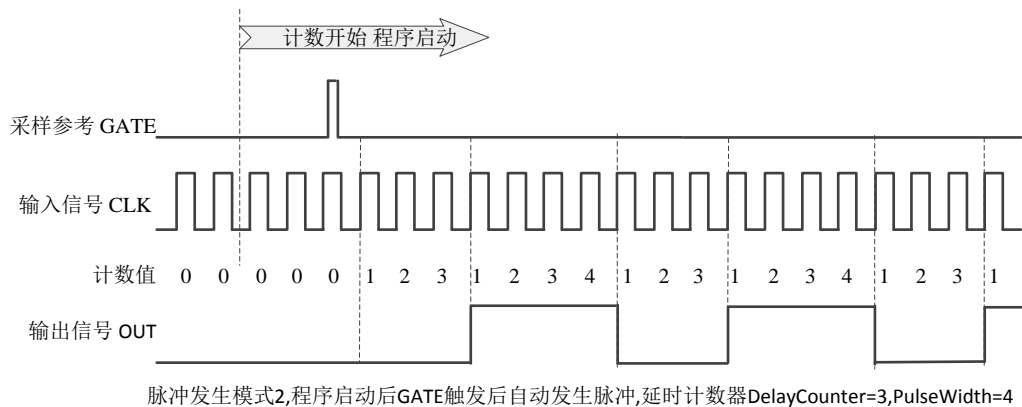 计数开始 程序启动
采样参考 GATE
输入信号 CLK
计数值 0 0 0 0 0 1 2 3 1 2 3 4 1 2 3 1 2 3 4 1 2 3 1
输出信号 OUT
脉冲发生模式2,程序启动后GATE触发后自动发生脉冲,延时计数器DelayCounter=3,PulseWidth=4